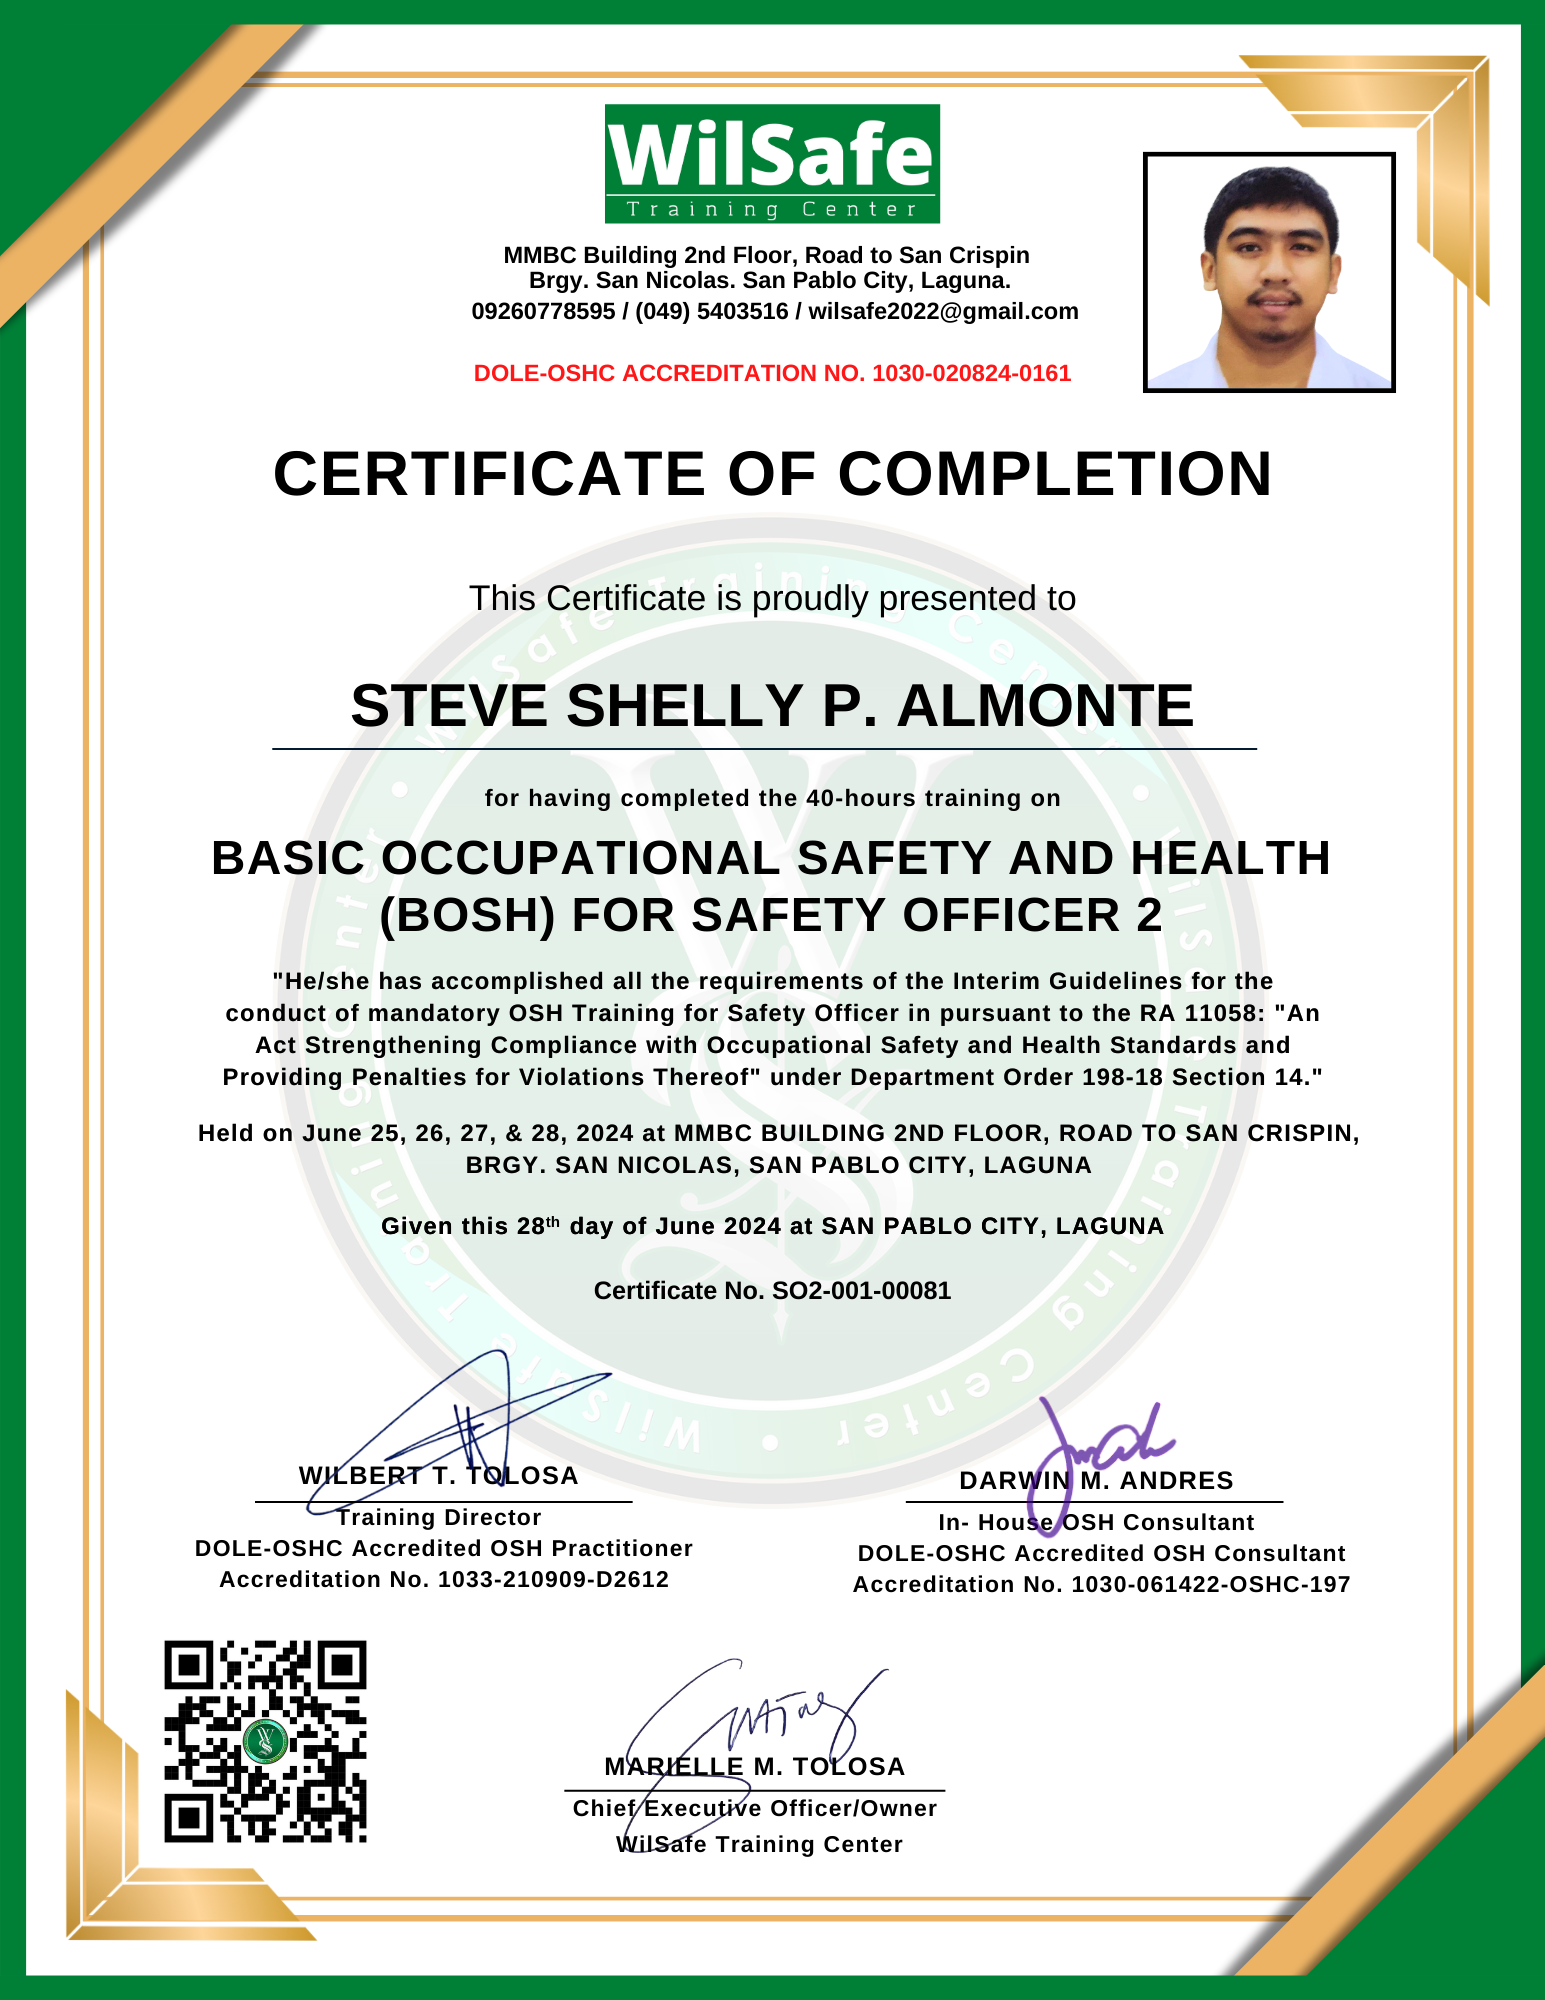 WilSafe
Training Center
MMBC Building 2nd Floor, Road to San Crispin
Brgy. San Nicolas. San Pablo City, Laguna.
09260778595 / (049) 5403516 / wilsafe2022@gmail.com
DOLE-OSHC ACCREDITATION NO. 1030-020824-0161
CERTIFICATE OF COMPLETION
This Certificate is proudly presented to
STEVE SHELLY P. ALMONTE
for having completed the 40-hours training on
BASIC OCCUPATIONAL SAFETY AND HEALTH
(BOSH) FOR SAFETY OFFICER 2
"He/she has accomplished all the requirements of the Interim Guidelines for the
conduct of mandatory OSH Training for Safety Officer in pursuant to the RA 11058: "An
Act Strengthening Compliance with Occupational Safety and Health Standards and
Providing Penalties for Violations Thereof" under Department Order 198-18 Section 14."
Held on June 25, 26, 27, & 28, 2024 at MMBC BUILDING 2ND FLOOR, ROAD TO SAN CRISPIN,
BRGY. SAN NICOLAS, SAN PABLO CITY, LAGUNA
Given this 28th day of June 2024 at SAN PABLO CITY, LAGUNA
Certificate No. SO2-001-00081
WilSafe Training Center • WilSafe Training Center • WilSafe Training Center •
WILBERT T. TOLOSA
Training Director
DOLE-OSHC Accredited OSH Practitioner
Accreditation No. 1033-210909-D2612
DARWIN M. ANDRES
In- House OSH Consultant
DOLE-OSHC Accredited OSH Consultant
Accreditation No. 1030-061422-OSHC-197
MARIELLE M. TOLOSA
Chief Executive Officer/Owner
WilSafe Training Center